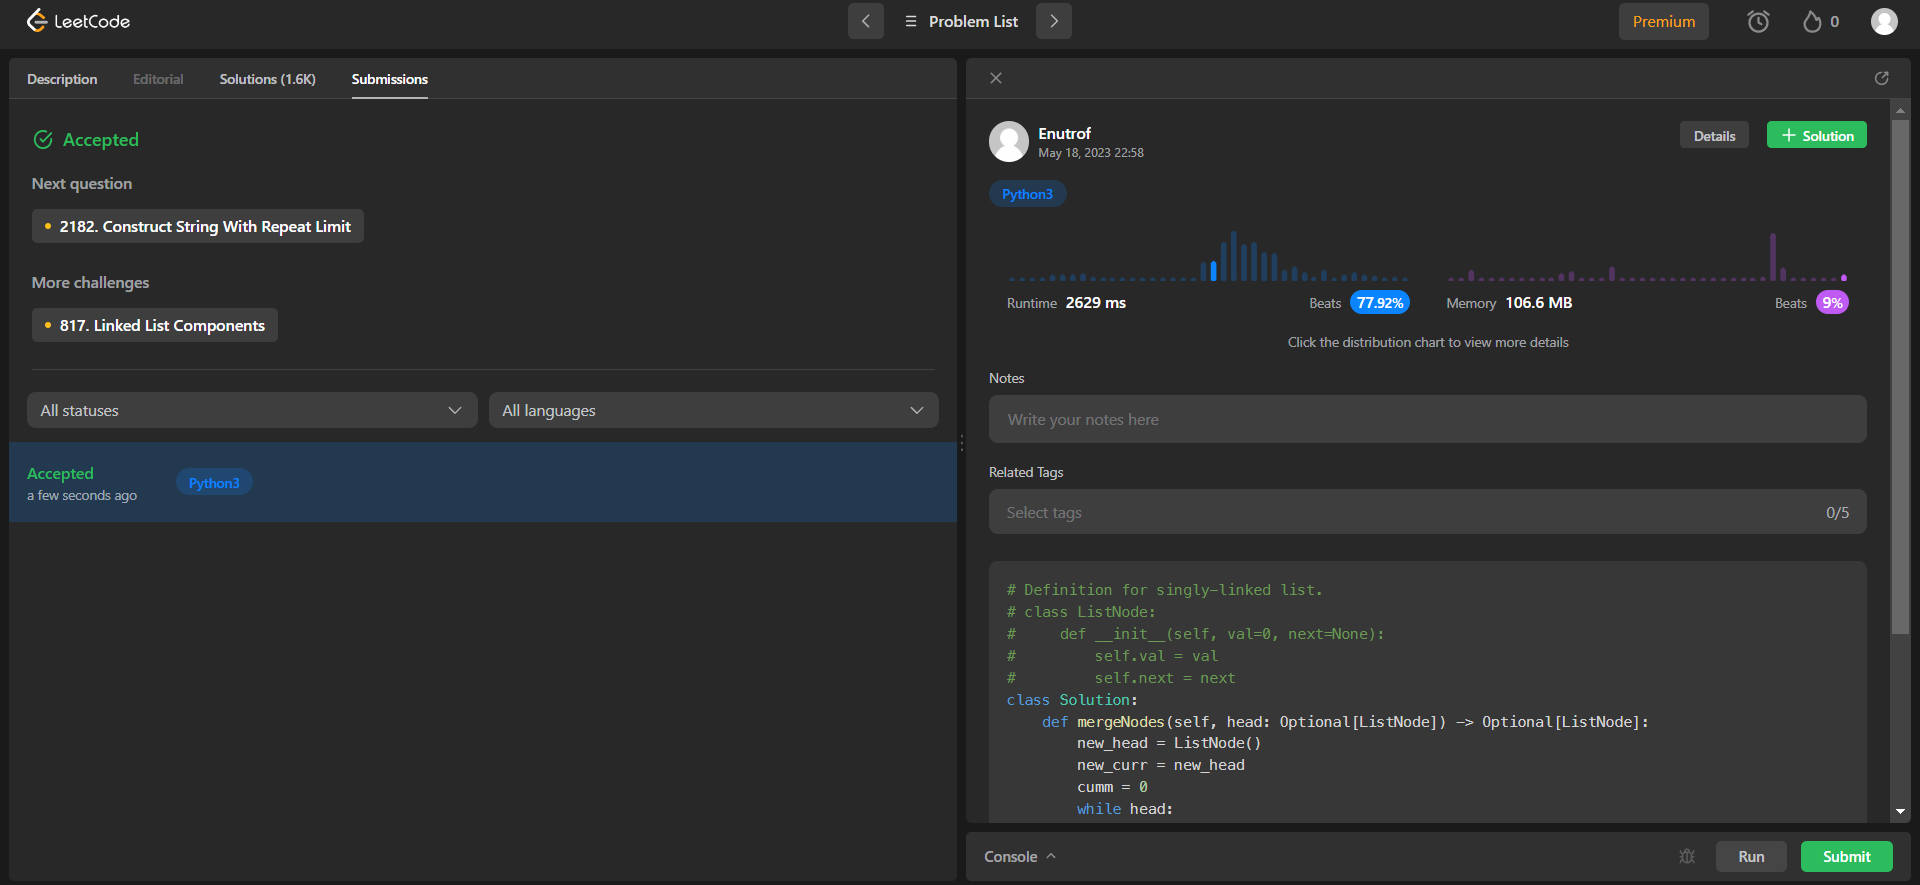 LeetCode
Problem List
Premium
0
Description Editorial Solutions (1.6K) Submissions
Accepted
Next question
2182. Construct String With Repeat Limit
More challenges
817. Linked List Components
All statuses
All languages
Accepted
a few seconds ago
Python3
Enutrof
May 18, 2023 22:58
Details
Solution
Python3
Runtime 2629 ms
Beats 77.92%
Memory 106.6 MB
Beats 9%
Click the distribution chart to view more details
Notes
Write your notes here
Related Tags
Select tags
0/5
# Definition for singly-linked list.
# class ListNode:
#     def __init__(self, val=0, next=None):
#         self.val = val
#         self.next = next
class Solution:
    def mergeNodes(self, head: Optional[ListNode]) -> Optional[ListNode]:
        new_head = ListNode()
        new_curr = new_head
        cumm = 0
        while head:
Console
Run
Submit